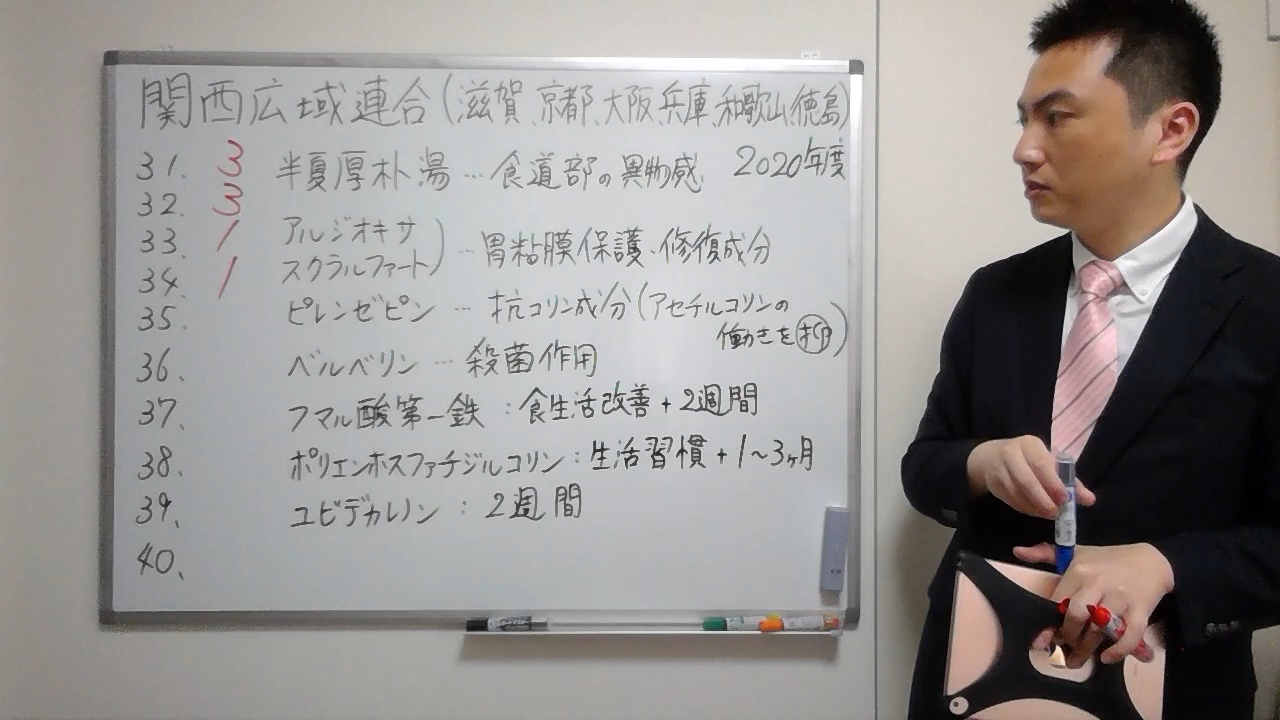 関西広域連合(滋賀、京都、大阪、兵庫、和歌山、徳島)
2020年度
31. 3 半夏厚朴湯…食道部の異物感
32. 3
33. 1 アルジオキサ
34. 1 スクラルファート)…胃粘膜保護・修復成分
35. ピレンゼピン…抗コリン成分(アセチルコリンの
働きを抑)
36、ベルベリン…殺菌作用
37、フマル酸第一鉄:食生活改善+2週間
38、ポリエンホスファチジルコリン:生活習慣+1〜3ヶ月
39、ユビデカレノン:2週間
40、